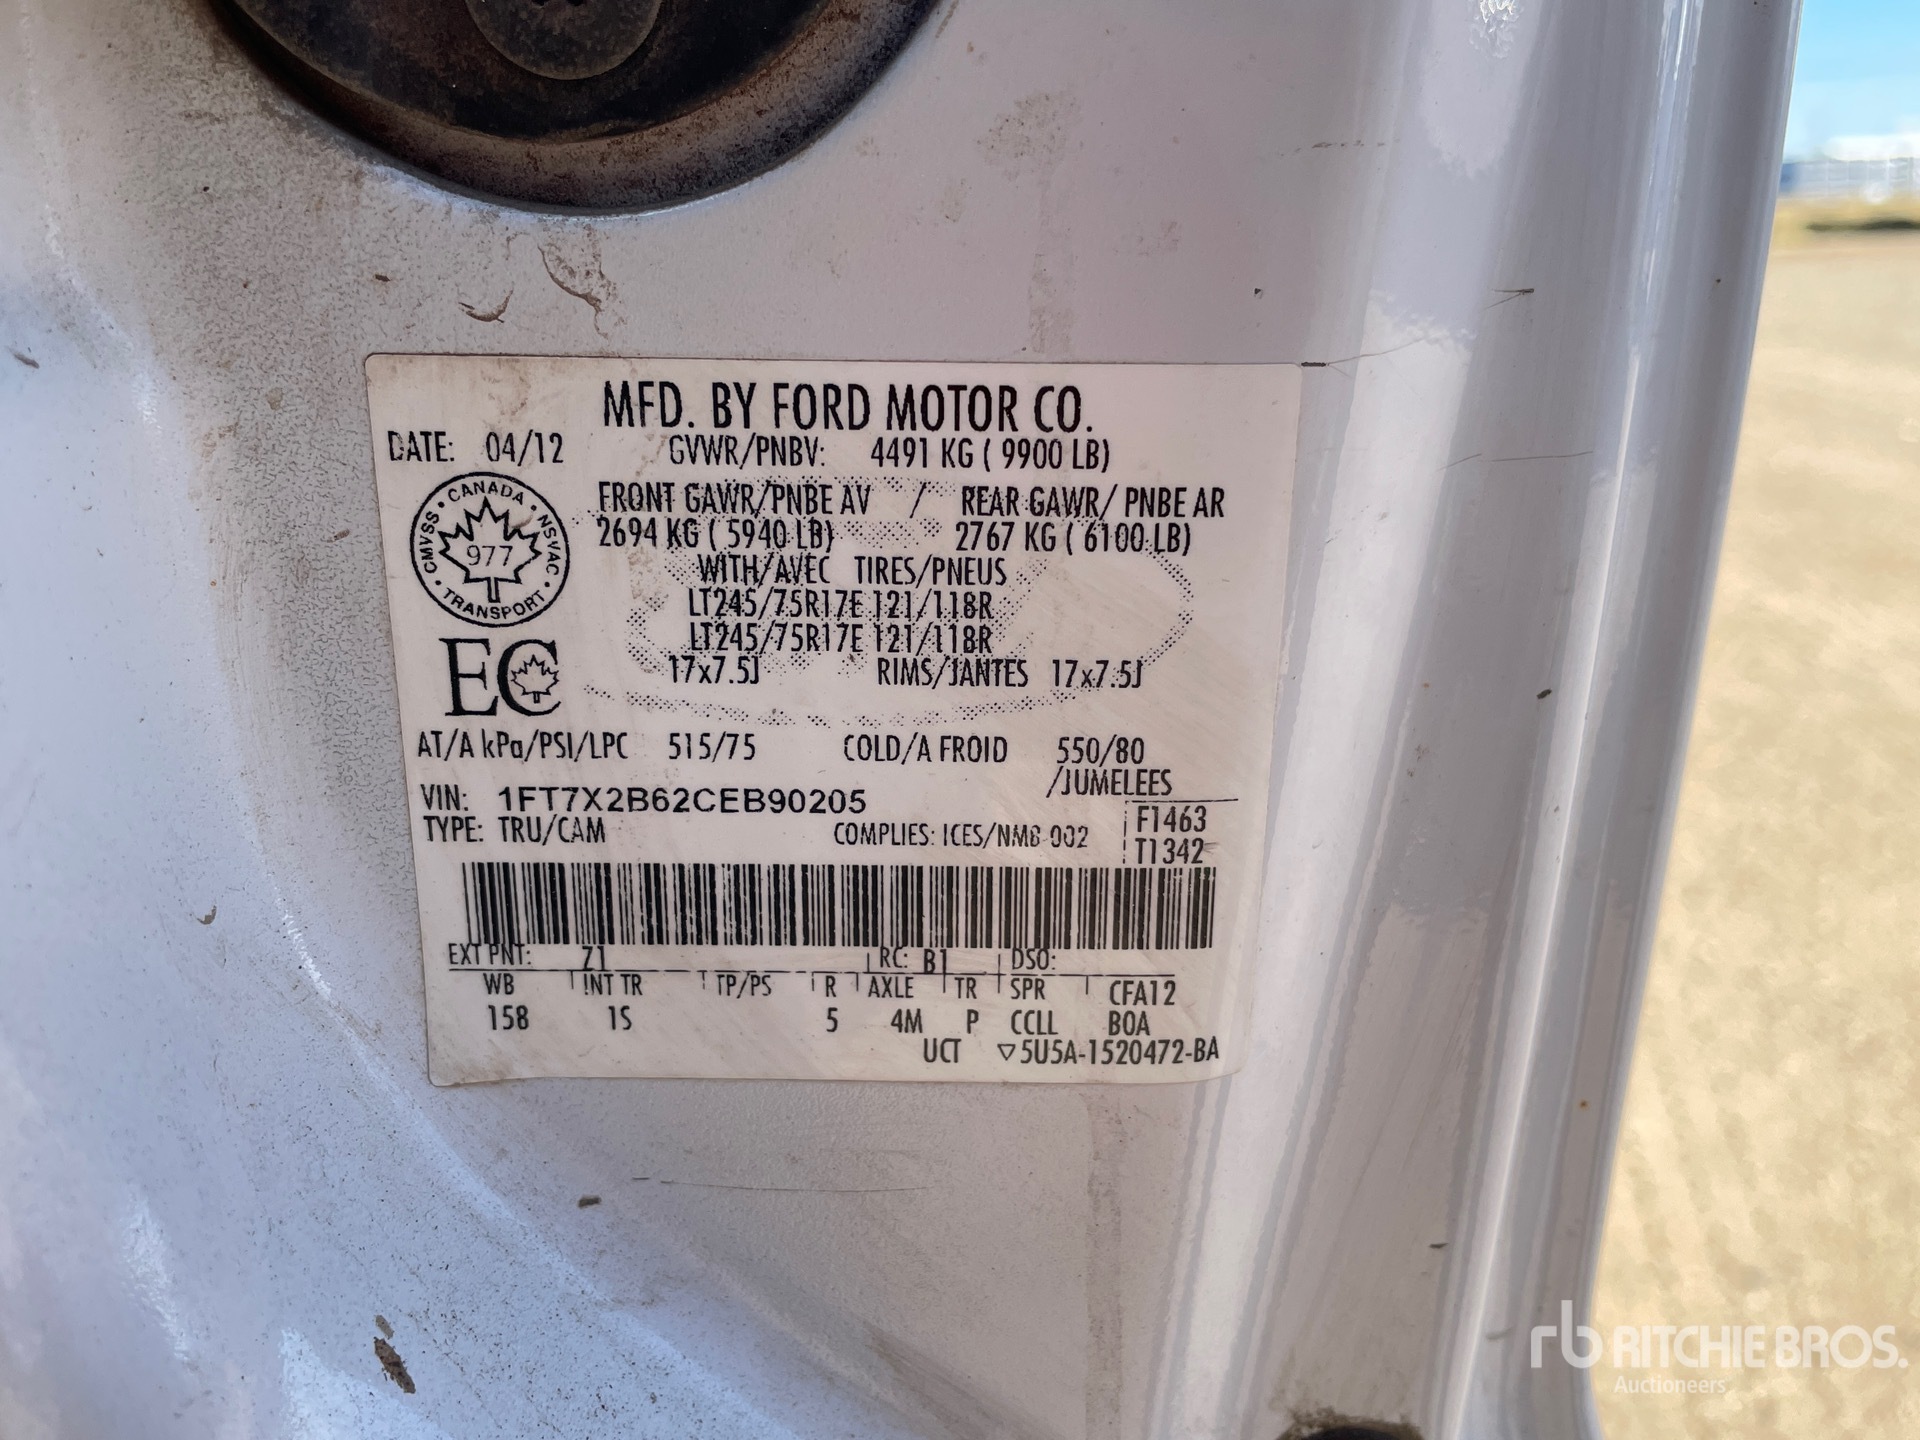 MFD. BY FORD MOTOR CO.
DATE: 04/12 GVWR/PNBV: 4491 KG ( 9900 LB)
FRONT GAWR/PNBE AV / REAR GAWR/ PNBE AR
2694 KG ( 5940 LB) 2767 KG ( 6100 LB)
WITH/AVEC TIRES/PNEUS
LT245/75R17E 121/118R
LT245/75R17E 121/118R
17x7.5J RIMS/JANTES 17x7.5J
CANADA · NSVAC · TRANSPORT · CMVSS ·
977
EC
AT/A kPa/PSI/LPC 515/75 COLD/A FROID 550/80
/JUMELEES
VIN: 1FT7X2B62CEB90205
TYPE: TRU/CAM COMPLIES: ICES/NMB-002
F1463
T1342
EXT PNT: Z1 RC: B1 DSO:
WB INT TR TP/PS R AXLE TR SPR CFA12
158 1S 5 4M P CCLL BOA
UCT ▽5U5A-1520472-BA
rb RITCHIE BROS.
Auctioneers